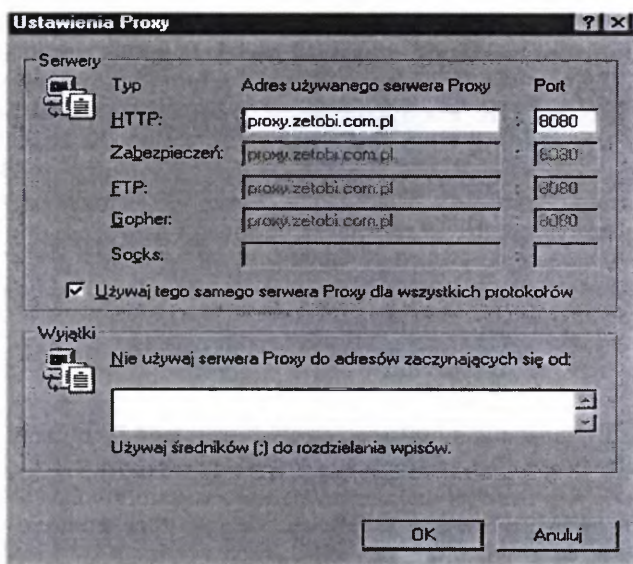 Ustawienia Proxy
Serwery
Typ Adres używanego serwera Proxy Port
HTTP: proxy.zetobi.com.pl : 8080
Zabezpieczeń: proxy.zetobi.com.pl : 8080
FTP: proxy.zetobi.com.pl : 8080
Gopher: proxy.zetobi.com.pl : 8080
Socks: :
Używaj tego samego serwera Proxy dla wszystkich protokołów
Wyjątki
Nie używaj serwera Proxy do adresów zaczynających się od:
Używaj średników (;) do rozdzielania wpisów.
OK Anuluj